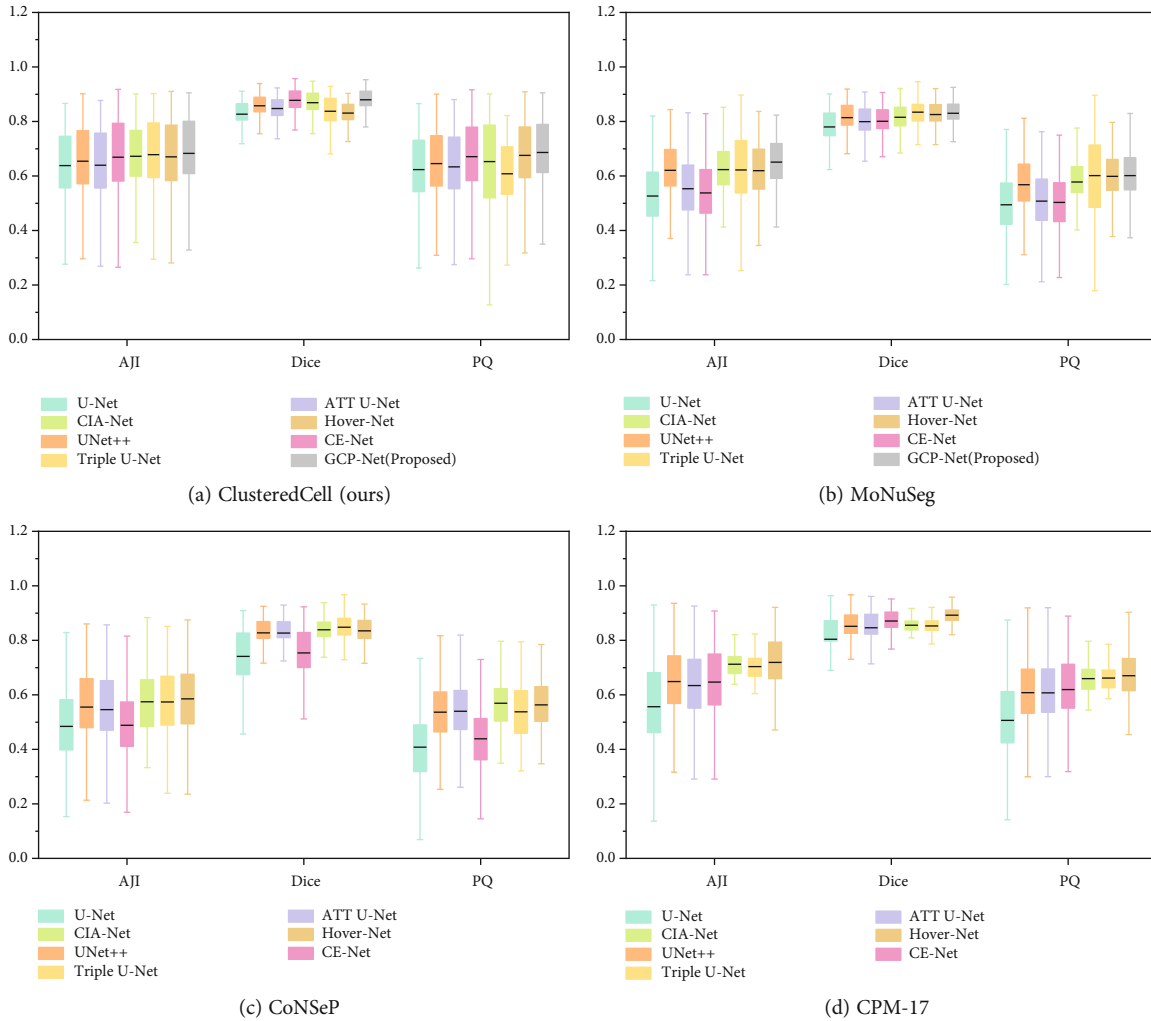 1.2
1.0
0.8
0.6
0.4
0.2
0.0
AJI Dice PQ
U-Net ATT U-Net
CIA-Net Hover-Net
UNet++ CE-Net
Triple U-Net GCP-Net(Proposed)
(a) ClusteredCell (ours)
1.2
1.0
0.8
0.6
0.4
0.2
0.0
AJI Dice PQ
U-Net ATT U-Net
CIA-Net Hover-Net
UNet++ CE-Net
Triple U-Net GCP-Net(Proposed)
(b) MoNuSeg
1.2
1.0
0.8
0.6
0.4
0.2
0.0
AJI Dice PQ
U-Net ATT U-Net
CIA-Net Hover-Net
UNet++ CE-Net
Triple U-Net
(c) CoNSeP
1.2
1.0
0.8
0.6
0.4
0.2
0.0
AJI Dice PQ
U-Net ATT U-Net
CIA-Net Hover-Net
UNet++ CE-Net
Triple U-Net
(d) CPM-17